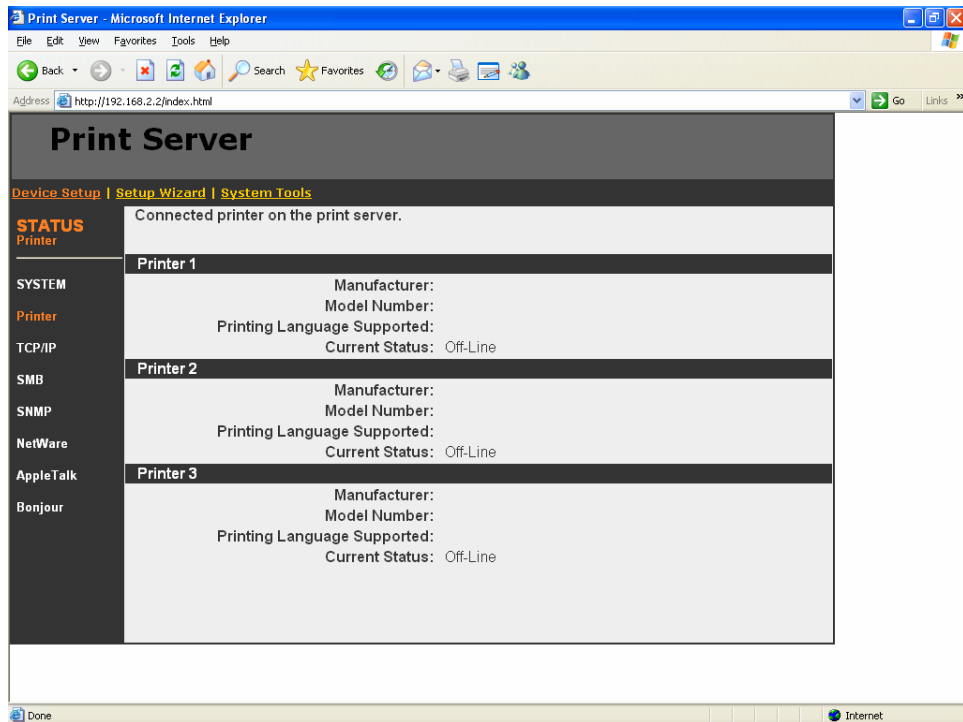 Print Server - Microsoft Internet Explorer
File Edit View Favorites Tools Help
Back Search Favorites
Address http://192.168.2.2/index.html Go Links »
Print Server
Device Setup | Setup Wizard | System Tools
STATUS
Printer
SYSTEM
Printer
TCP/IP
SMB
SNMP
NetWare
AppleTalk
Bonjour
Connected printer on the print server.
Printer 1
Manufacturer:
Model Number:
Printing Language Supported:
Current Status: Off-Line
Printer 2
Manufacturer:
Model Number:
Printing Language Supported:
Current Status: Off-Line
Printer 3
Manufacturer:
Model Number:
Printing Language Supported:
Current Status: Off-Line
Done Internet